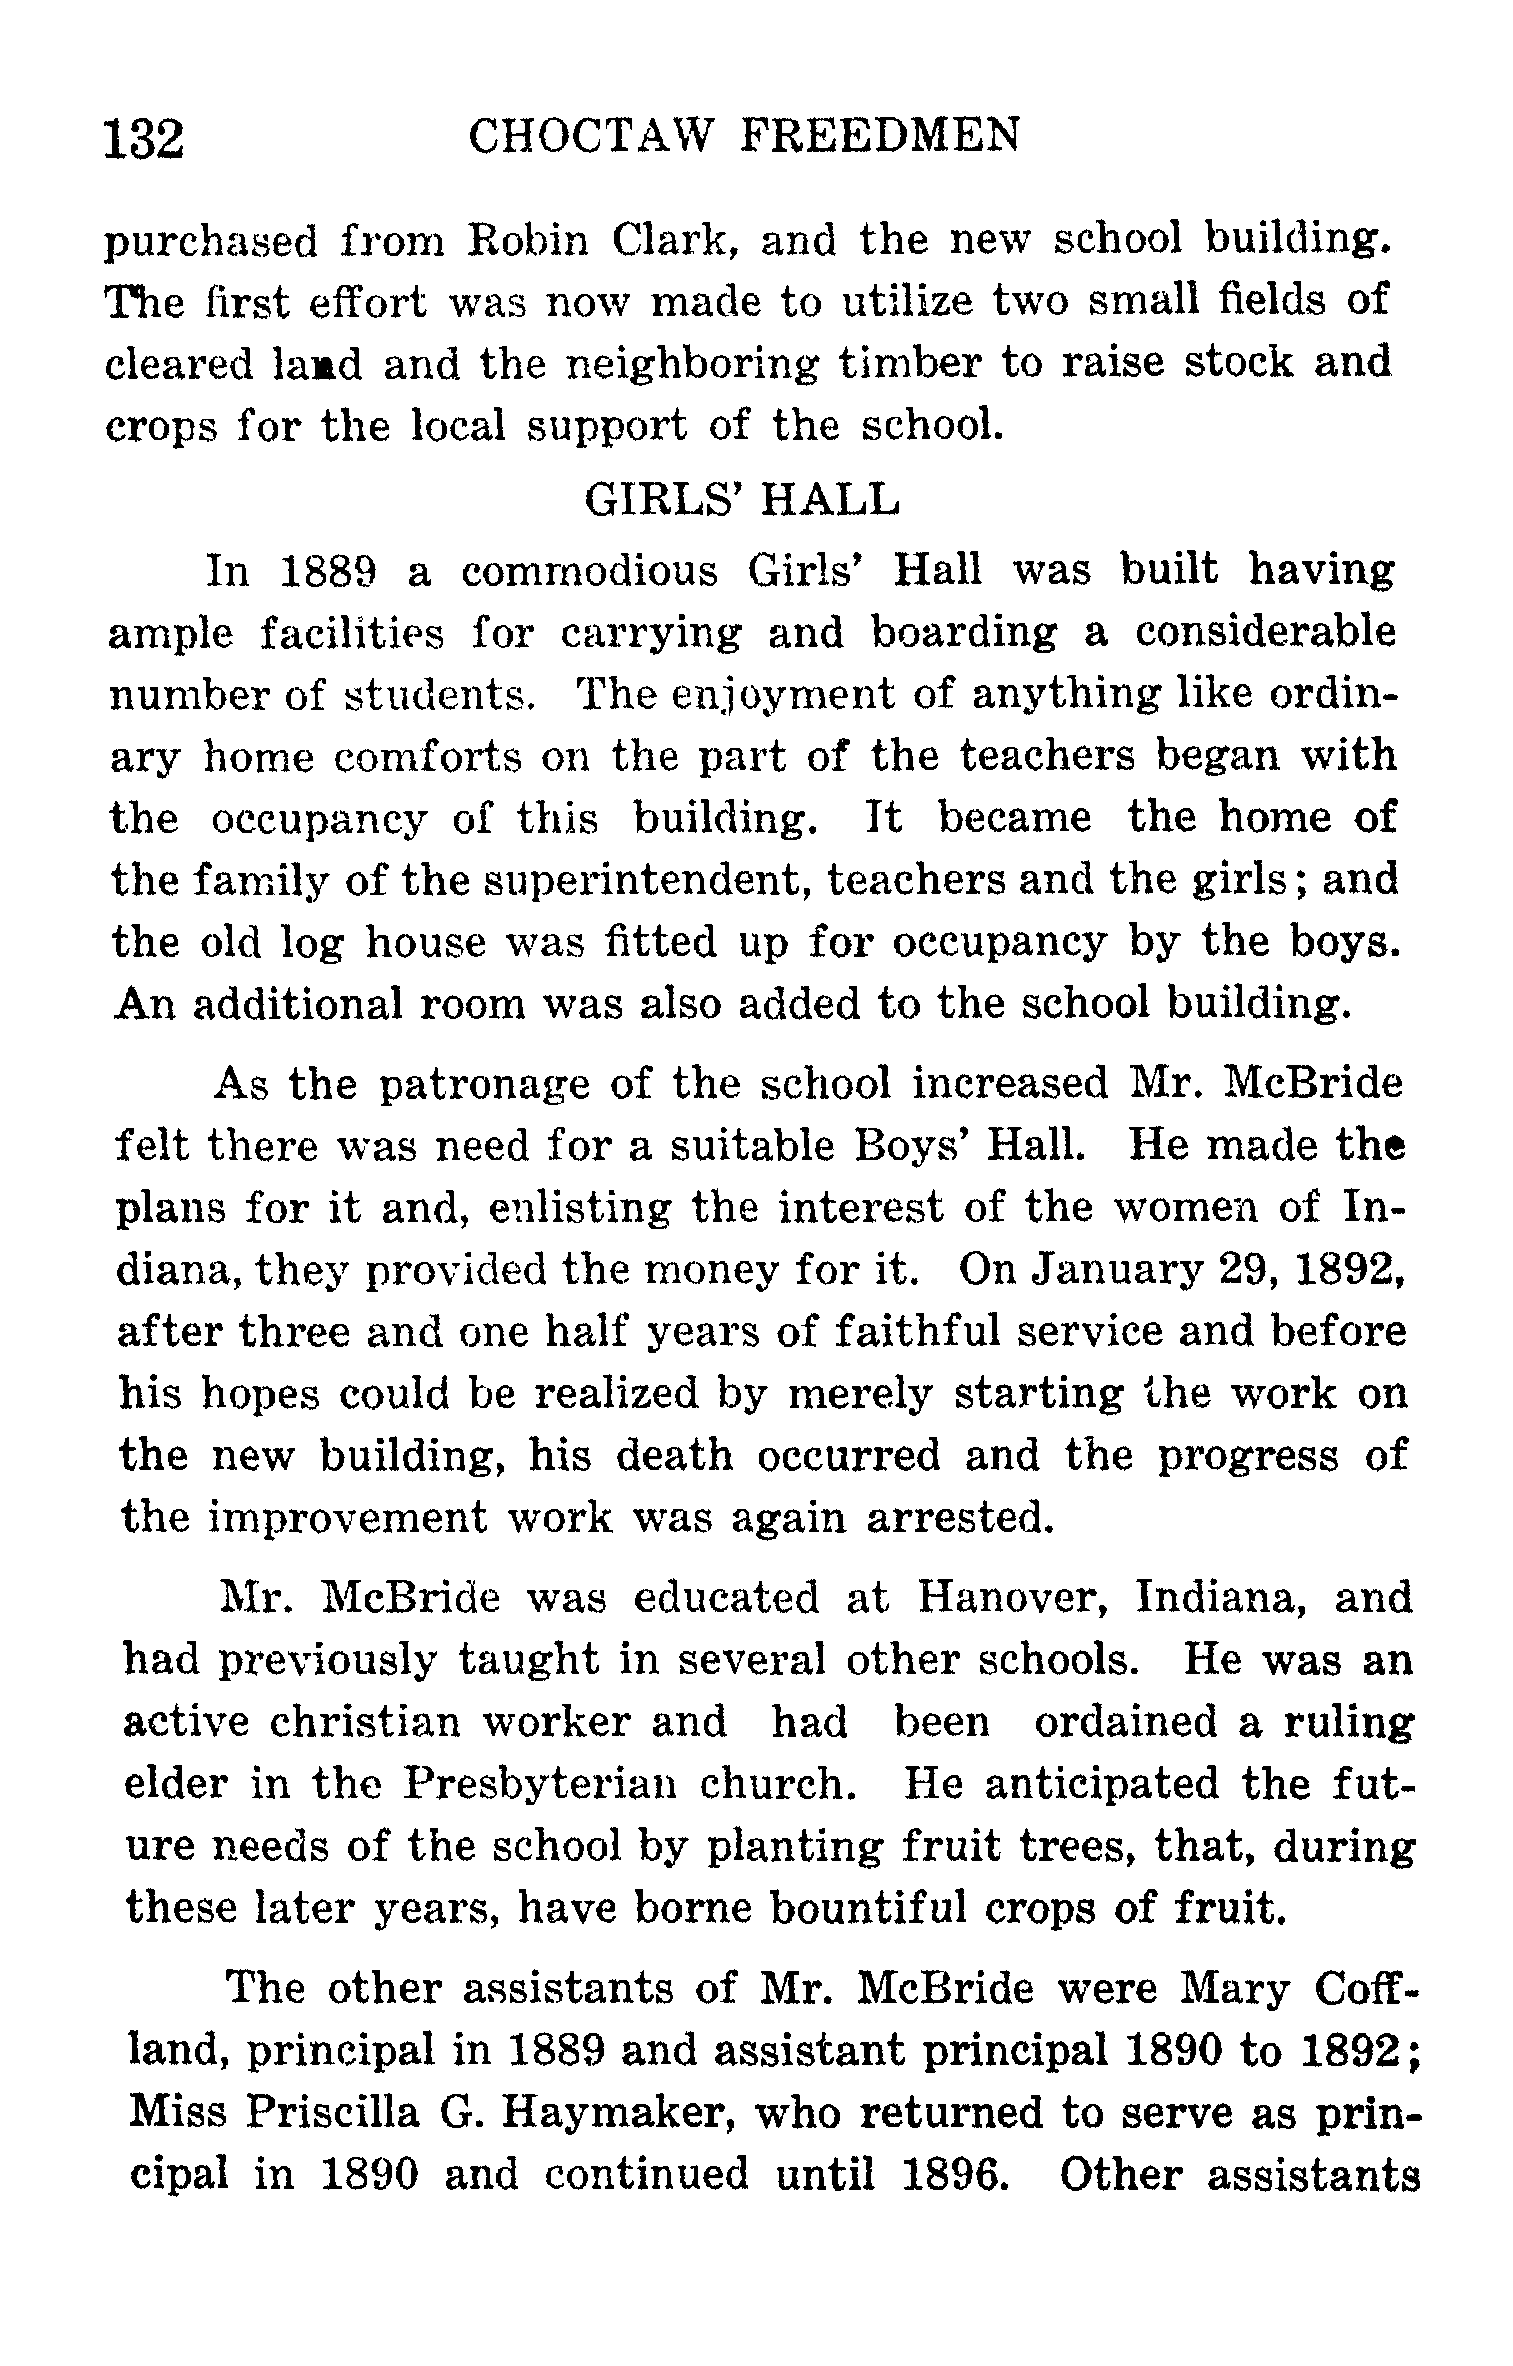 132 CHOCTAW FREEDMEN
purchased from Robin Clark, and the new school building.
The first effort was now made to utilize two small fields of
cleared land and the neighboring timber to raise stock and
crops for the local support of the school.
GIRLS' HALL
In 1889 a commodious Girls' Hall was built having
ample facilities for carrying and boarding a considerable
number of students. The enjoyment of anything like ordin-
ary home comforts on the part of the teachers began with
the occupancy of this building. It became the home of
the family of the superintendent, teachers and the girls; and
the old log house was fitted up for occupancy by the boys.
An additional room was also added to the school building.
As the patronage of the school increased Mr. McBride
felt there was need for a suitable Boys' Hall. He made the
plans for it and, enlisting the interest of the women of In-
diana, they provided the money for it. On January 29, 1892,
after three and one half years of faithful service and before
his hopes could be realized by merely starting the work on
the new building, his death occurred and the progress of
the improvement work was again arrested.
Mr. McBride was educated at Hanover, Indiana, and
had previously taught in several other schools. He was an
active christian worker and had been ordained a ruling
elder in the Presbyterian church. He anticipated the fut-
ure needs of the school by planting fruit trees, that, during
these later years, have borne bountiful crops of fruit.
The other assistants of Mr. McBride were Mary Coff-
land, principal in 1889 and assistant principal 1890 to 1892;
Miss Priscilla G. Haymaker, who returned to serve as prin-
cipal in 1890 and continued until 1896. Other assistants